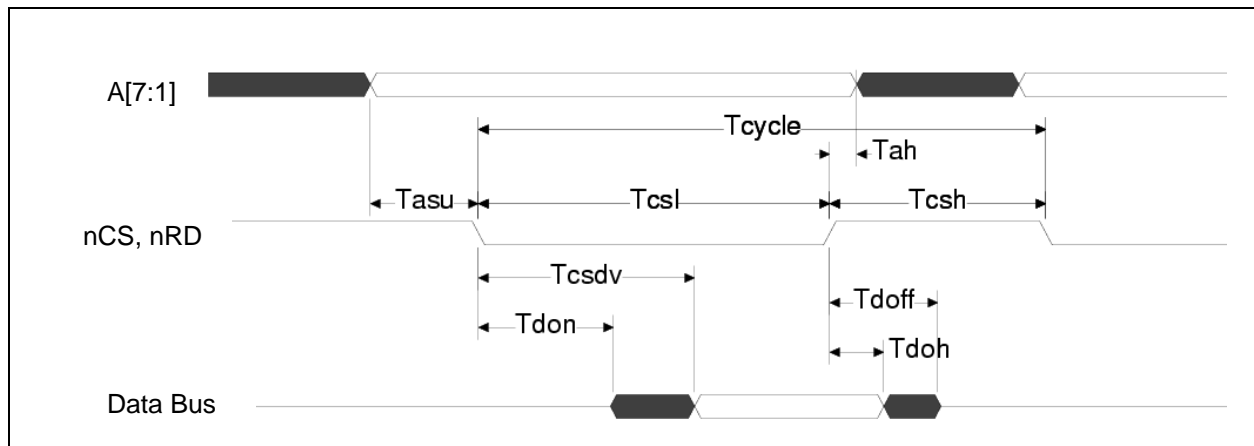 A[7:1]
Tcycle
Tah
Tasu
Tcsl
Tcsh
nCS, nRD
Tcsdv
Tdoff
Tdon
Tdoh
Data Bus